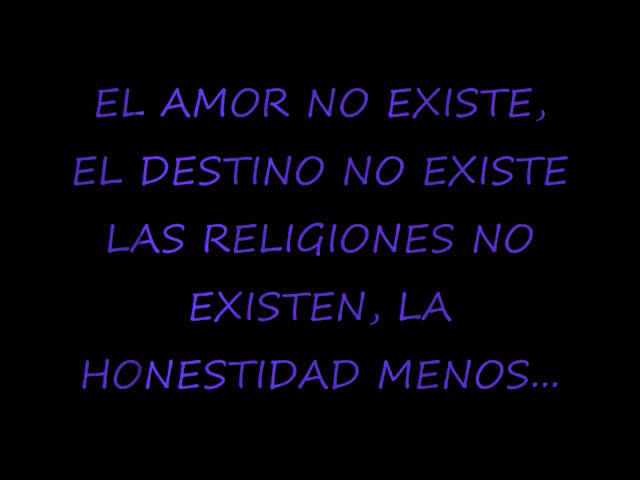 EL AMOR NO EXISTE,
EL DESTINO NO EXISTE
LAS RELIGIONES NO
EXISTEN, LA
HONESTIDAD MENOS...